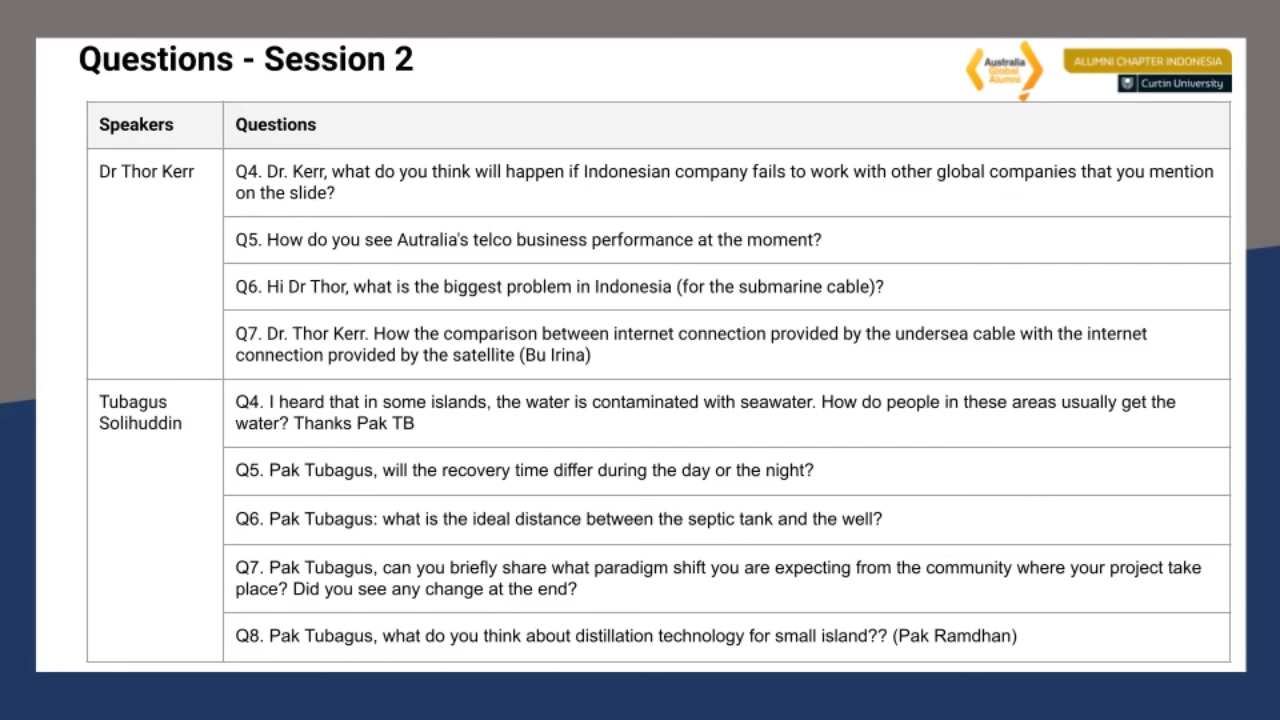 Questions - Session 2
Australia
Global
Alumni
ALUMNI CHAPTER INDONESIA
Curtin University
Speakers
Questions
Dr Thor Kerr
Q4. Dr. Kerr, what do you think will happen if Indonesian company fails to work with other global companies that you mention
on the slide?
Q5. How do you see Autralia's telco business performance at the moment?
Q6. Hi Dr Thor, what is the biggest problem in Indonesia (for the submarine cable)?
Q7. Dr. Thor Kerr. How the comparison between internet connection provided by the undersea cable with the internet
connection provided by the satellite (Bu Irina)
Tubagus
Solihuddin
Q4. I heard that in some islands, the water is contaminated with seawater. How do people in these areas usually get the
water? Thanks Pak TB
Q5. Pak Tubagus, will the recovery time differ during the day or the night?
Q6. Pak Tubagus: what is the ideal distance between the septic tank and the well?
Q7. Pak Tubagus, can you briefly share what paradigm shift you are expecting from the community where your project take
place? Did you see any change at the end?
Q8. Pak Tubagus, what do you think about distillation technology for small island?? (Pak Ramdhan)